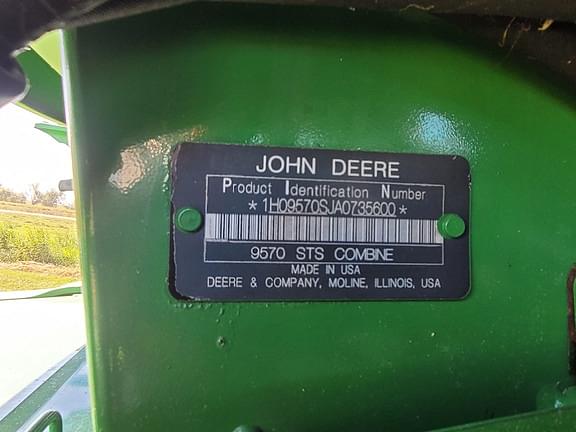 JOHN DEERE
Product Identification Number
*1H09570SJA0735600*
9570 STS COMBINE
MADE IN USA
DEERE & COMPANY, MOLINE, ILLINOIS, USA